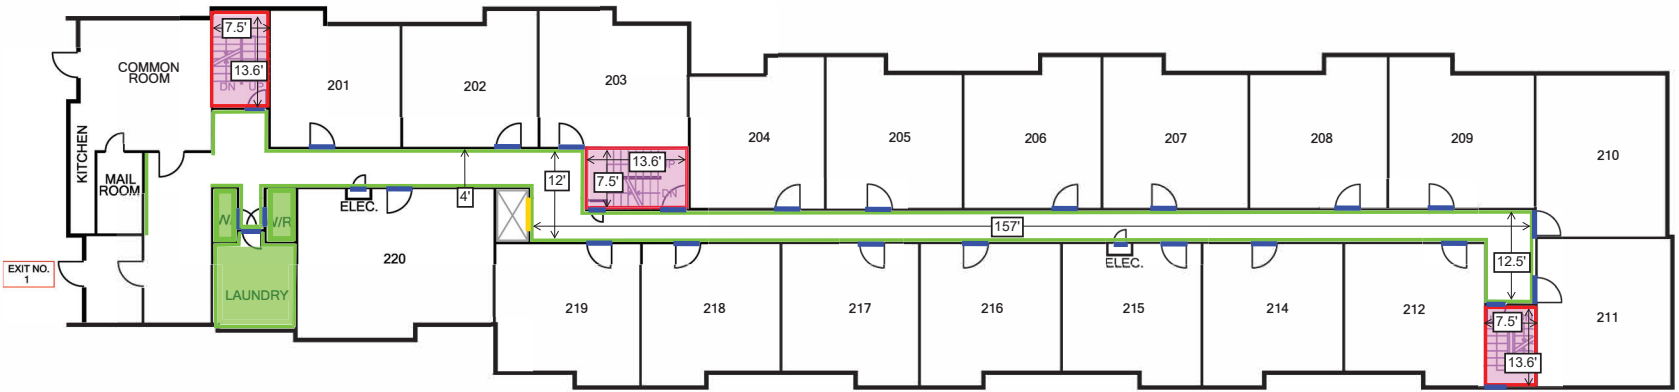 7.5'
13.6'
DN
UP
COMMON
ROOM
201
202
203
204
205
206
207
208
209
210
KITCHEN
MAIL
ROOM
13.6'
7.5'
DN
12'
4'
ELEC.
W/R
157'
220
EXIT NO.
1
LAUNDRY
ELEC.
12.5'
219
218
217
216
215
214
212
211
7.5'
13.6'